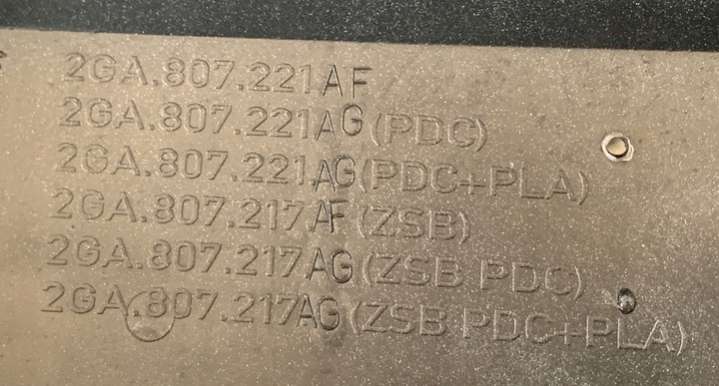 2GA.807.221AF
2GA.807.221AG(PDC)
2GA.807.221AG(PDC+PLA)
2GA.807.217AF(ZSB)
2GA.807.217AG(ZSB PDC)
2GA.807.217AG(ZSB PDC+PLA)